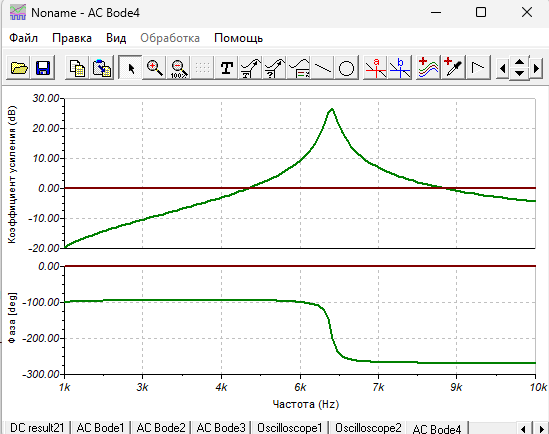 Noname - AC Bode4
Файл Правка Вид Обработка Помощь
100% T ? a b
30.00
20.00
10.00
0.00
-10.00
-20.00
Коэффициент усиления (dB)
0.00
-100.00
-200.00
-300.00
Фаза [deg]
1k 3k 4k 6k 7k 9k 10k
Частота (Hz)
DC result21 AC Bode1 AC Bode2 AC Bode3 Oscilloscope1 Oscilloscope2 AC Bode4